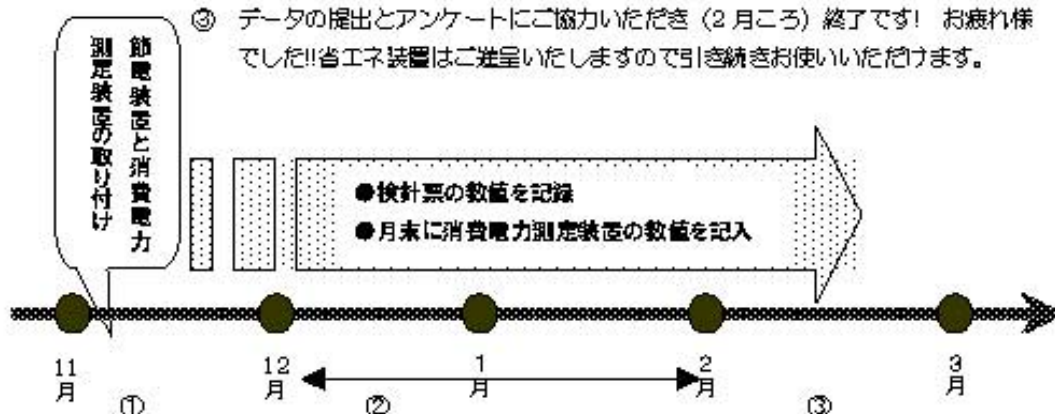 ③ データの提出とアンケートにご協力いただき（2月ころ）終了です! お疲れ様
でした!!省エネ装置はご進呈いたしますので引き続きお使いいただけます。
節電装置と消費電力
測定装置の取り付け
●検針票の数値を記録
●月末に消費電力測定装置の数値を記入
11月
12月
1月
2月
3月
①
②
③